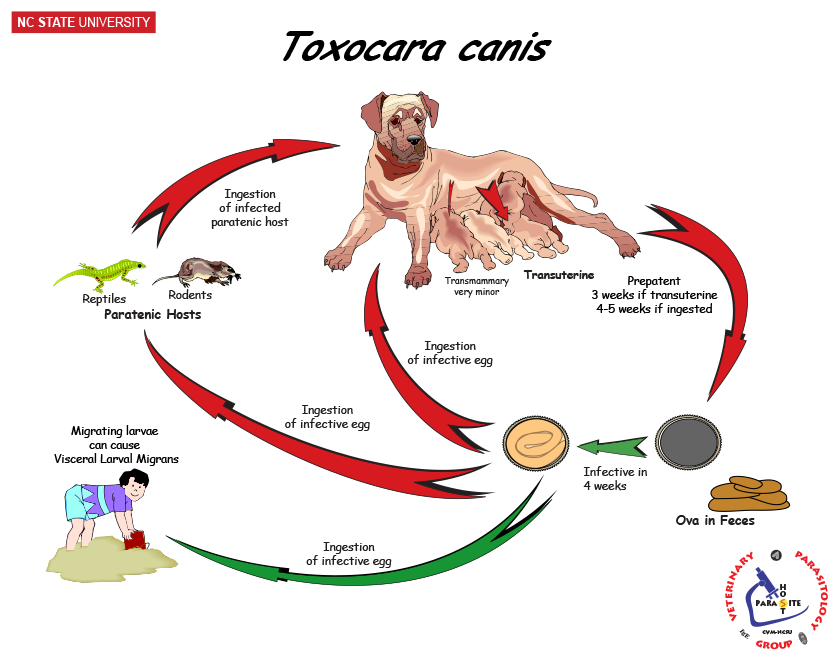 NC STATE UNIVERSITY
Toxocara canis
Ingestion
of infected
paratenic host
Reptiles
Rodents
Paratenic Hosts
Transmammary
very minor
Transuterine
Prepatent
3 weeks if transuterine
4-5 weeks if ingested
Ingestion
of infective egg
Ingestion
of infective egg
Migrating larvae
can cause
Visceral Larval Migrans
Infective in
4 weeks
Ova in Feces
Ingestion
of infective egg
VETERINARY
PARASITOLOGY
GROUP
HOST
PARASITE
CVM-NCSU